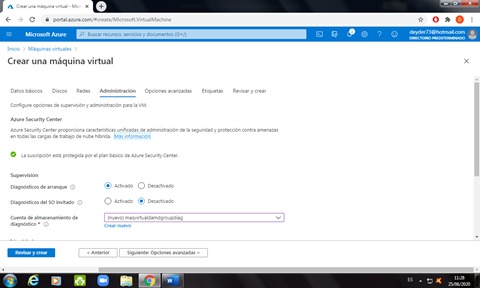 Crear una máquina virtual
portal.azure.com/#create/Microsoft.VirtualMachine
Microsoft Azure
Buscar recursos, servicios y documentos (G+/)
deyder73@hotmail.com
DIRECTORIO PREDETERMINADO
Inicio > Máquinas virtuales >
Crear una máquina virtual
Datos básicos Discos Redes Administración Opciones avanzadas Etiquetas Revisar y crear
Configure opciones de supervisión y administración para la VM.
Azure Security Center
Azure Security Center proporciona características unificadas de administración de la seguridad y protección contra amenazas
en todas las cargas de trabajo de nube híbrida. Más información
La suscripción está protegida por el plan básico de Azure Security Center.
Supervisión
Diagnósticos de arranque Activado Desactivado
Diagnósticos del SO invitado Activado Desactivado
Cuenta de almacenamiento de
diagnóstico *
(nuevo) maqvirtualdamdgroupdiag
Crear nuevo
Revisar y crear < Anterior Siguiente: Opciones avanzadas >
ES
11:28
25/06/2020